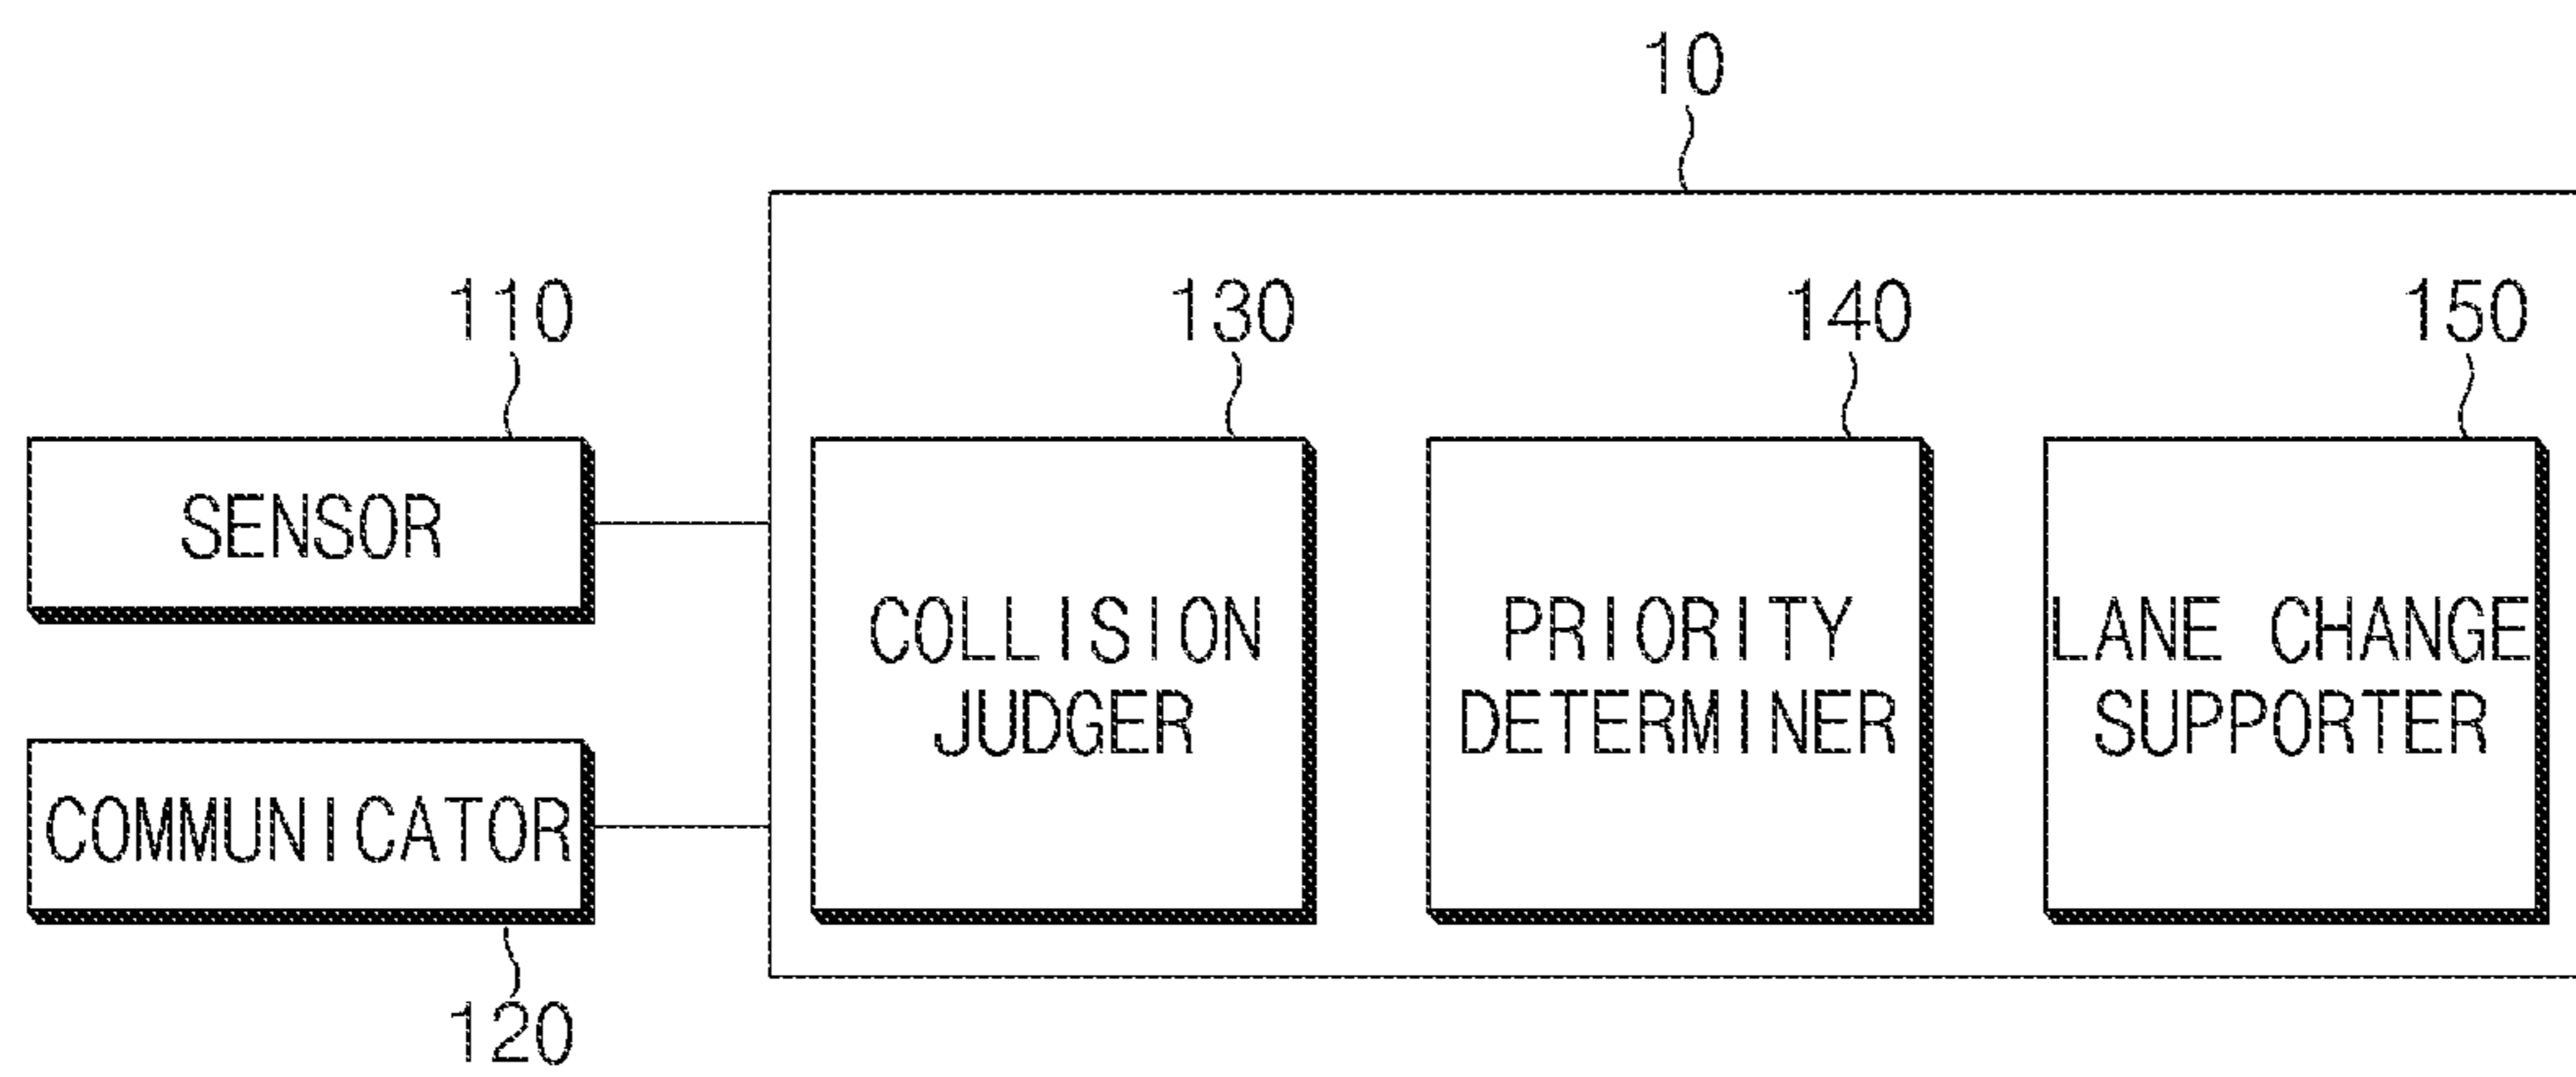 10
110
130
140
150
SENSOR
COLLISION
JUDGER
PRIORITY
DETERMINER
LANE CHANGE
SUPPORTER
COMMUNICATOR
120